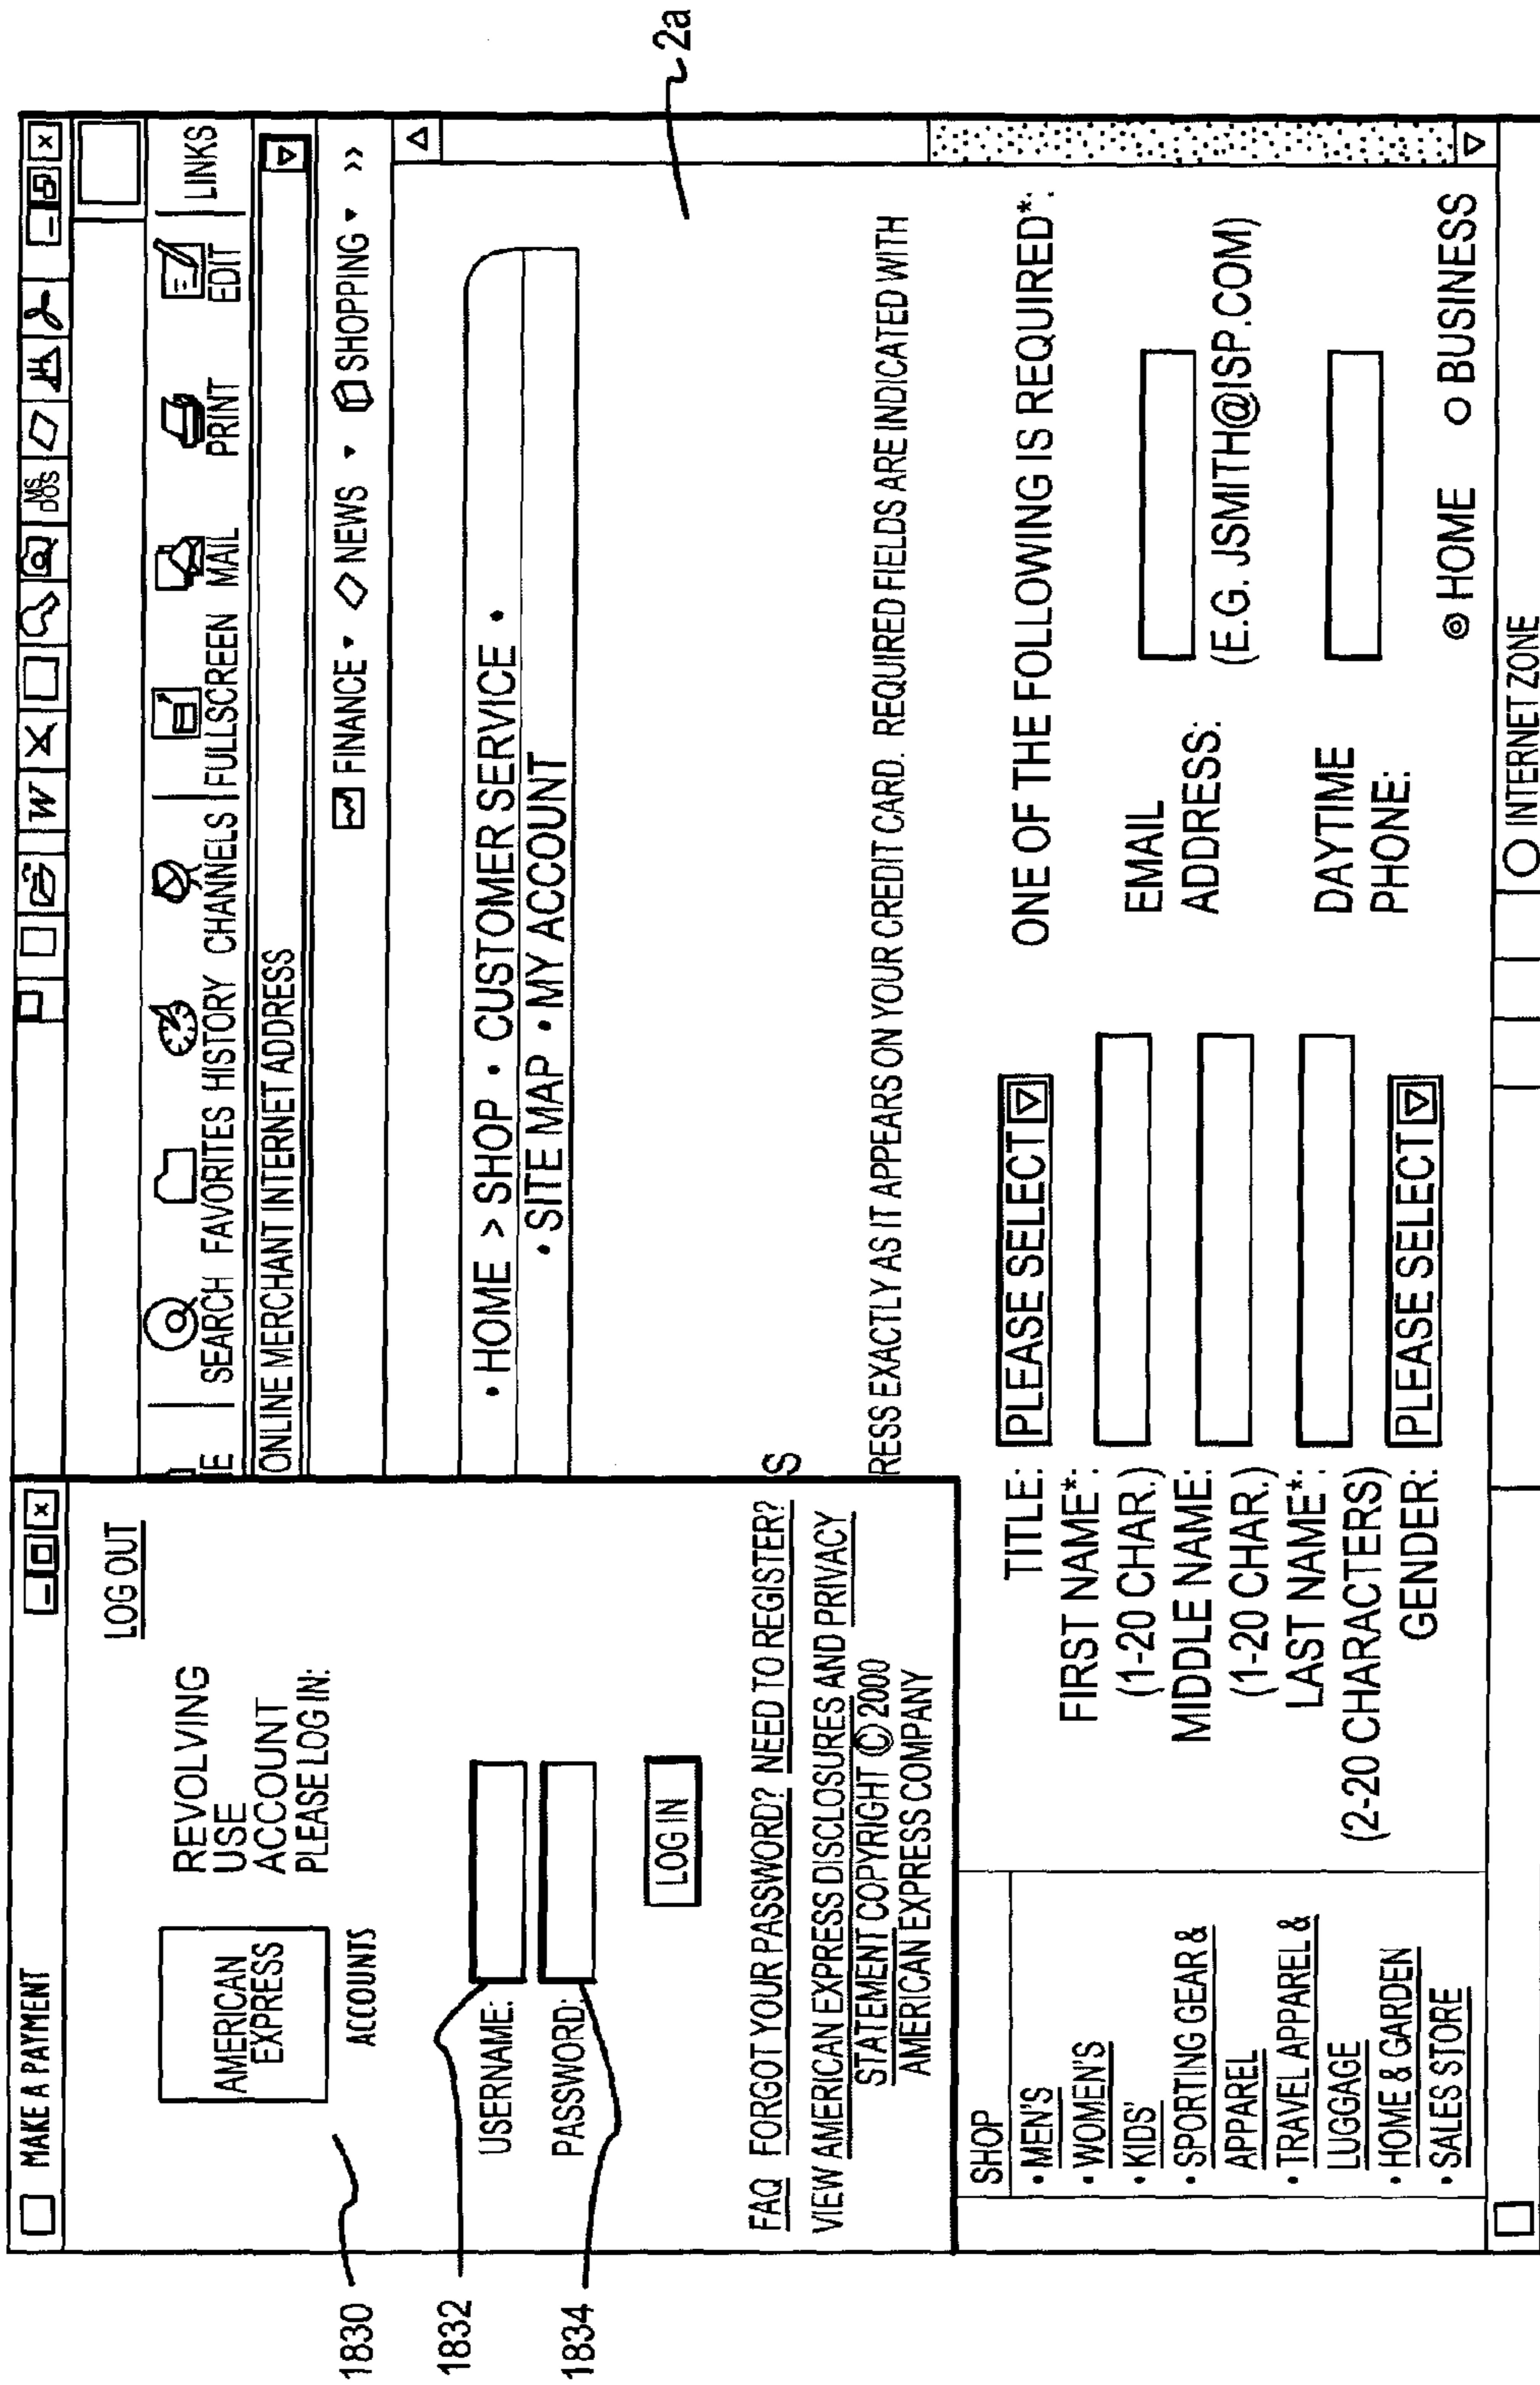 MAKE A PAYMENT
LOG OUT
AMERICAN
EXPRESS
ACCOUNTS
REVOLVING
USE
ACCOUNT
PLEASE LOG IN:
1830
1832
USERNAME:
1834
PASSWORD:
LOG IN
FAQ FORGOT YOUR PASSWORD? NEED TO REGISTER?
VIEW AMERICAN EXPRESS DISCLOSURES AND PRIVACY
STATEMENT COPYRIGHT © 2000
AMERICAN EXPRESS COMPANY
W
MS
DOS
E SEARCH FAVORITES HISTORY CHANNELS FULLSCREEN MAIL PRINT EDIT LINKS
ONLINE MERCHANT INTERNET ADDRESS
FINANCE NEWS SHOPPING »
• HOME > SHOP • CUSTOMER SERVICE •
• SITE MAP • MY ACCOUNT
2a
S
RESS EXACTLY AS IT APPEARS ON YOUR CREDIT CARD. REQUIRED FIELDS ARE INDICATED WITH
SHOP
• MEN'S
• WOMEN'S
• KIDS'
• SPORTING GEAR &
APPAREL
• TRAVEL APPAREL &
LUGGAGE
• HOME & GARDEN
• SALES STORE
TITLE: PLEASE SELECT
FIRST NAME*:
(1-20 CHAR.)
MIDDLE NAME:
(1-20 CHAR.)
LAST NAME*:
(2-20 CHARACTERS)
GENDER: PLEASE SELECT
ONE OF THE FOLLOWING IS REQUIRED*:
EMAIL
ADDRESS:
(E.G. JSMITH@ISP.COM)
DAYTIME
PHONE:
HOME BUSINESS
INTERNET ZONE